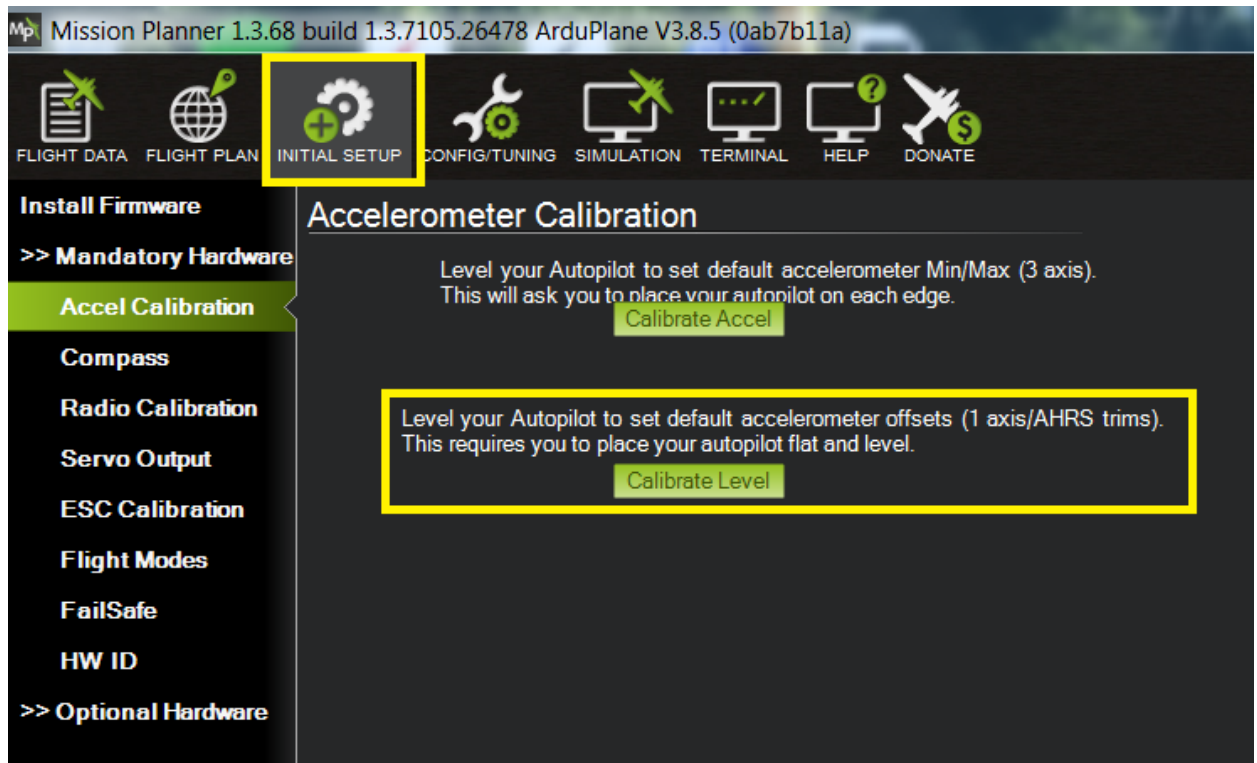 Mp Mission Planner 1.3.68 build 1.3.7105.26478 ArduPlane V3.8.5 (0ab7b11a)
FLIGHT DATA FLIGHT PLAN INITIAL SETUP CONFIG/TUNING SIMULATION TERMINAL HELP DONATE
Install Firmware
>> Mandatory Hardware
Accel Calibration
Compass
Radio Calibration
Servo Output
ESC Calibration
Flight Modes
FailSafe
HW ID
>> Optional Hardware
Accelerometer Calibration
Level your Autopilot to set default accelerometer Min/Max (3 axis).
This will ask you to place your autopilot on each edge.
Calibrate Accel
Level your Autopilot to set default accelerometer offsets (1 axis/AHRS trims).
This requires you to place your autopilot flat and level.
Calibrate Level